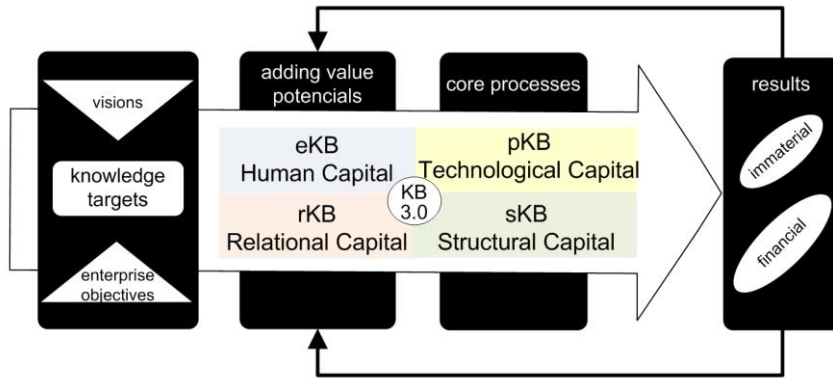 visions
knowledge
targets
enterprise
objectives
adding value
potencials
core processes
eKB
Human Capital
pKB
Technological Capital
KB
3.0
rKB
Relational Capital
sKB
Structural Capital
results
immaterial
financial